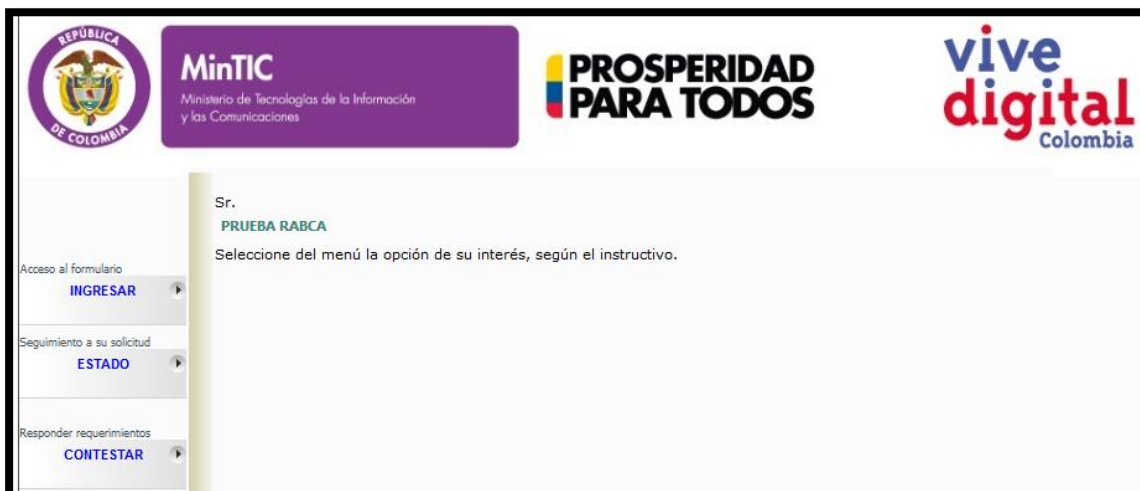 REPÚBLICA
DE COLOMBIA
MinTIC
Ministerio de Tecnologías de la Información
y las Comunicaciones
PROSPERIDAD
PARA TODOS
vive
digital
Colombia
Sr.
PRUEBA RABCA
Seleccione del menú la opción de su interés, según el instructivo.
Acceso al formulario
INGRESAR
Seguimiento a su solicitud
ESTADO
Responder requerimientos
CONTESTAR